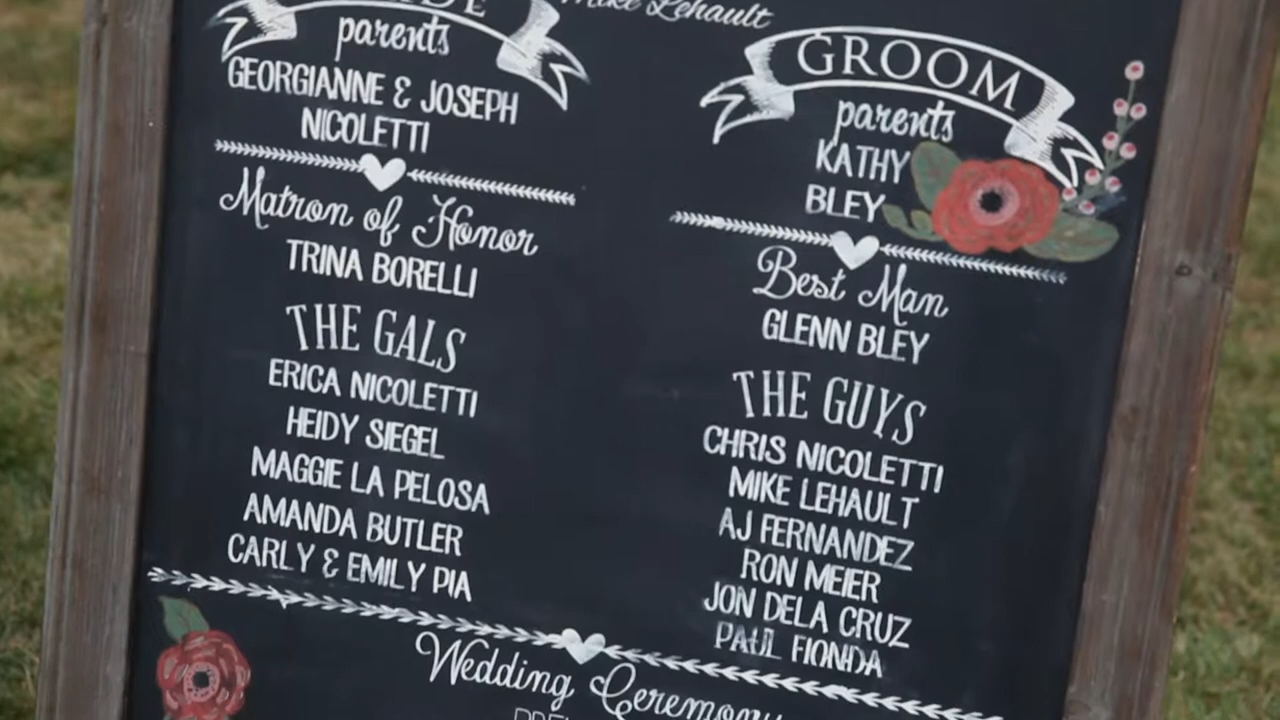 Mike Lehault
parents
GEORGIANNE & JOSEPH
NICOLETTI
Matron of Honor
TRINA BORELLI
THE GALS
ERICA NICOLETTI
HEIDY SIEGEL
MAGGIE LA PELOSA
AMANDA BUTLER
CARLY & EMILY PIA
GROOM
parents
KATHY
BLEY
Best Man
GLENN BLEY
THE GUYS
CHRIS NICOLETTI
MIKE LEHAULT
AJ FERNANDEZ
RON MEIER
JON DELA CRUZ
PAUL FIONDA
Wedding Ceremony